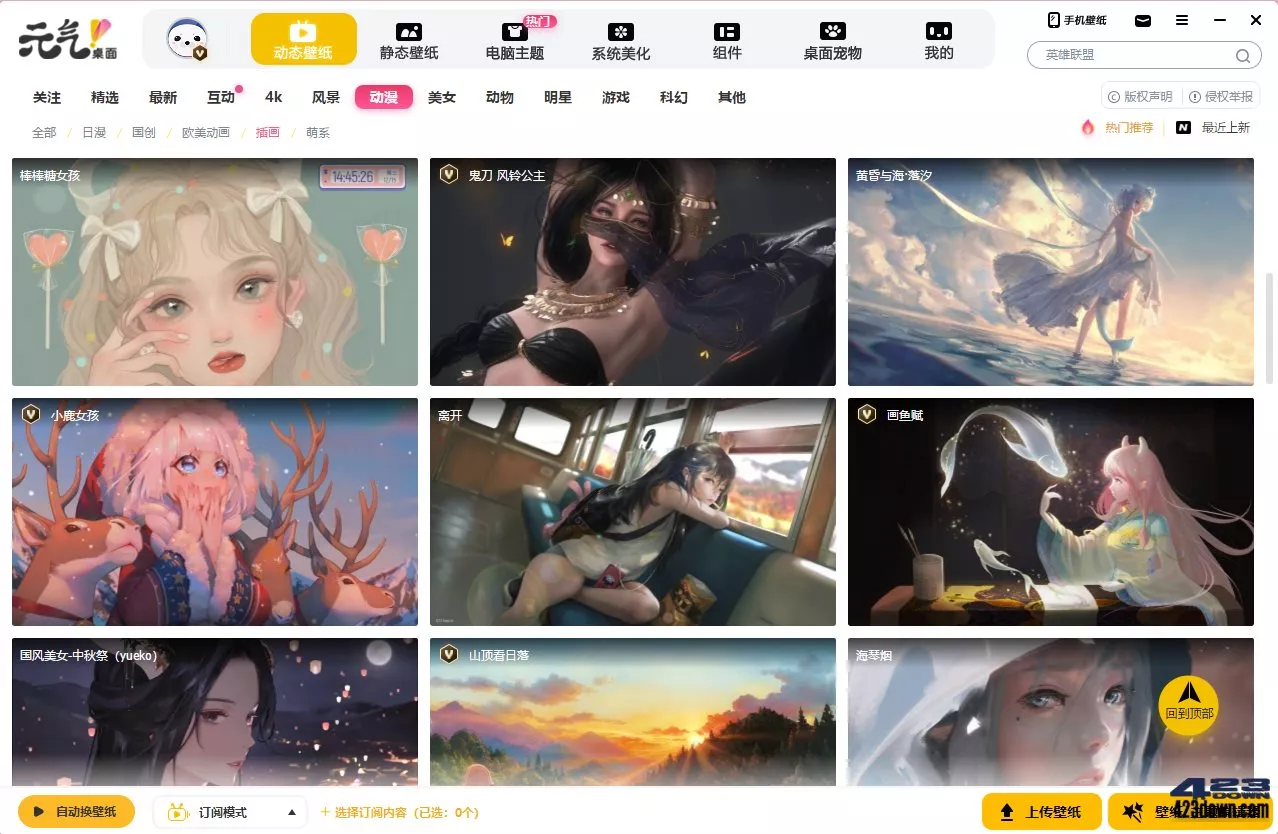 元气桌面
动态壁纸
静态壁纸
热门
电脑主题
系统美化
组件
桌面宠物
我的
手机壁纸
英雄联盟
关注 精选 最新 互动 4k 风景 动漫 美女 动物 明星 游戏 科幻 其他
版权声明 侵权举报
全部 / 日漫 / 国创 / 欧美动画 / 插画 / 萌系
热门推荐 最近上新
棒棒糖女孩
14:45:26
鬼刀 风铃公主
黄昏与海·落汐
小鹿女孩
离开
画鱼赋
国风美女-中秋祭（yueko）
山顶看日落
海琴烟
回到顶部
自动换壁纸
订阅模式
+ 选择订阅内容（已选：0个）
上传壁纸
423DOWN
423down.com